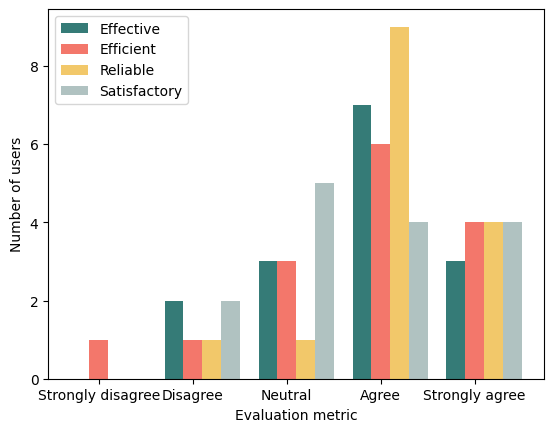 Effective
Efficient
Reliable
Satisfactory
Number of users
8
6
4
2
0
Strongly disagree Disagree Neutral Agree Strongly agree
Evaluation metric